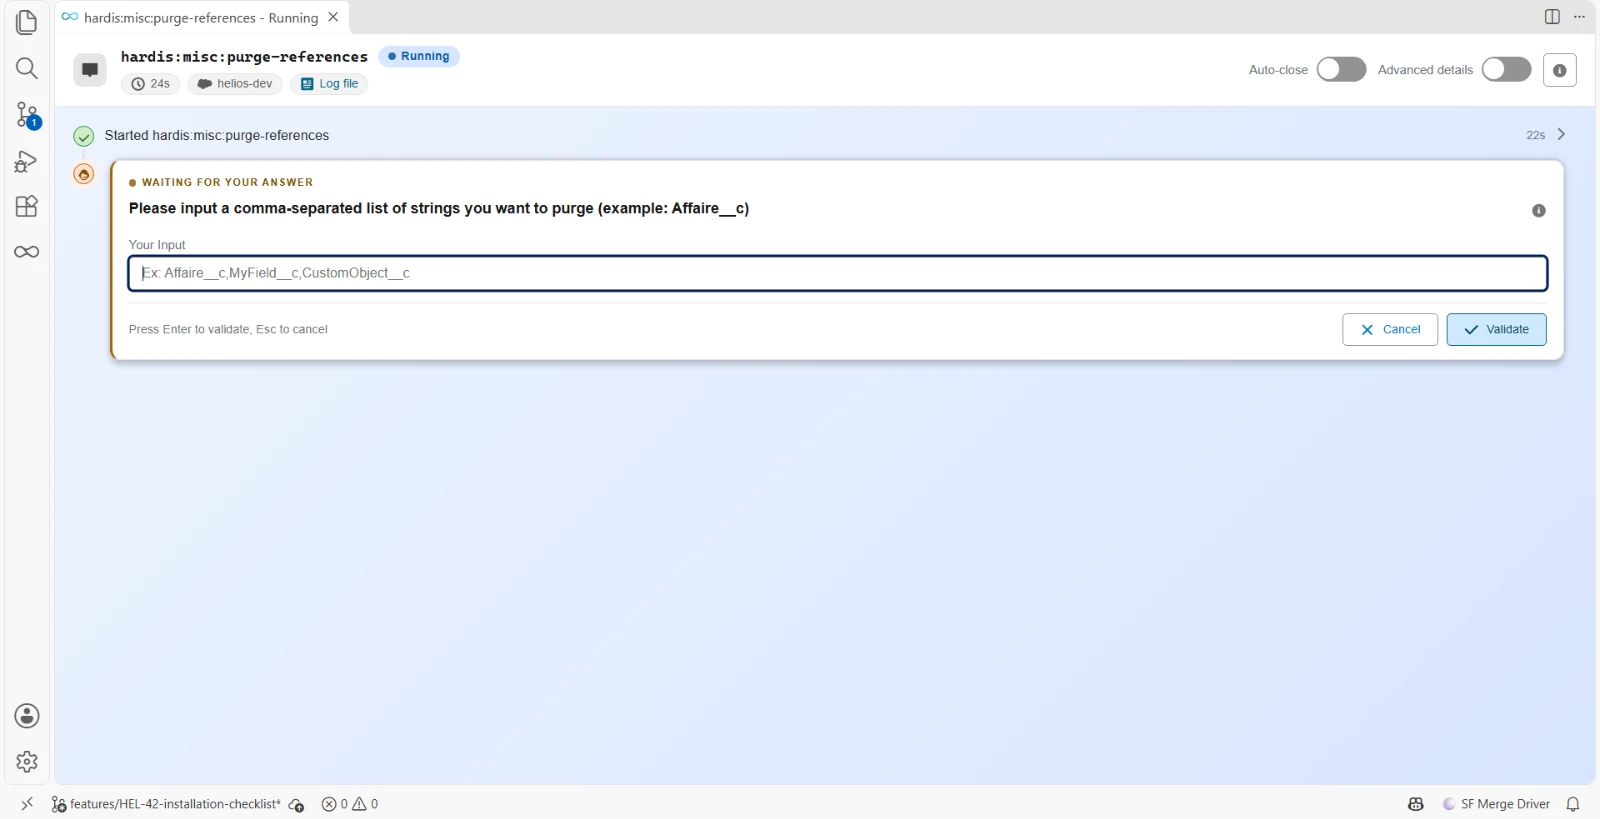 hardis:misc:purge-references - Running
hardis:misc:purge-references
Running
24s
helios-dev
Log file
Auto-close
Advanced details
1
Started hardis:misc:purge-references
22s
WAITING FOR YOUR ANSWER
Please input a comma-separated list of strings you want to purge (example: Affaire__c)
Your Input
Ex: Affaire__c,MyField__c,CustomObject__c
Press Enter to validate, Esc to cancel
Cancel
Validate
features/HEL-42-installation-checklist*
0
0
SF Merge Driver